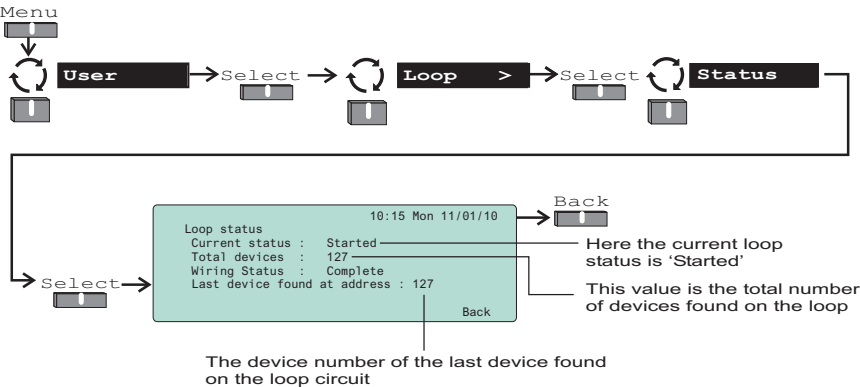 Menu
User
Select
Loop >
Select
Status
Select
10:15 Mon 11/01/10
Loop status
Current status : Started
Total devices : 127
Wiring Status : Complete
Last device found at address : 127
Back
Back
Here the current loop
status is ‘Started’
This value is the total number
of devices found on the loop
The device number of the last device found
on the loop circuit